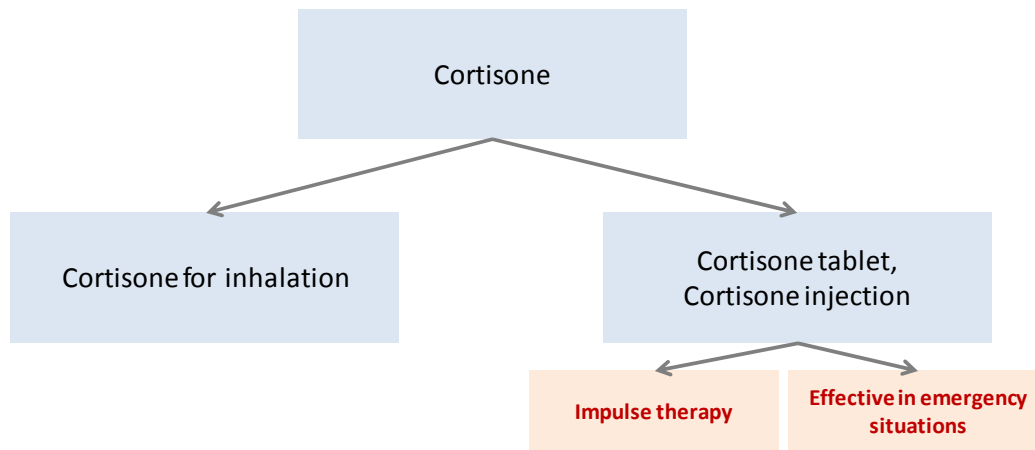 Cortisone
Cortisone for inhalation
Cortisone tablet,
Cortisone injection
Impulse therapy
Effective in emergency
situations